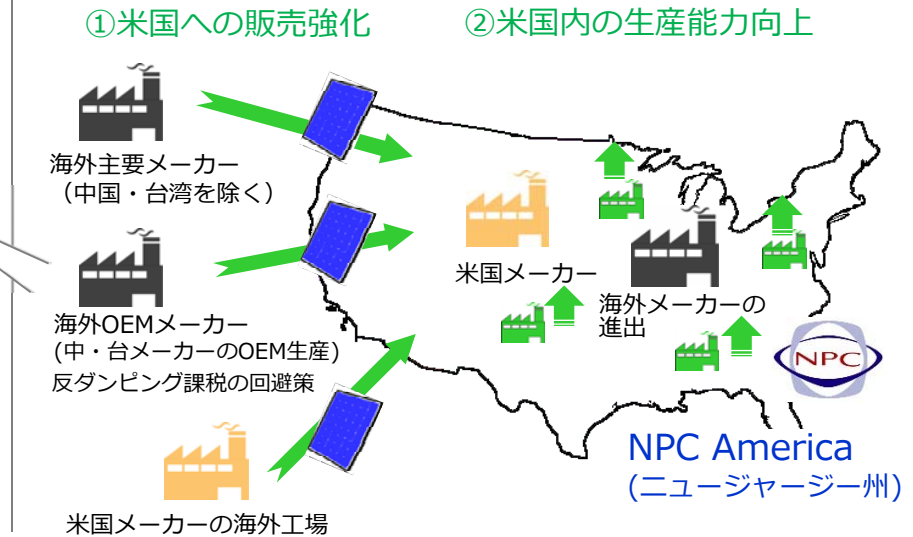 ①米国への販売強化
②米国内の生産能力向上
海外主要メーカー
（中国・台湾を除く）
海外OEMメーカー
(中・台メーカーのOEM生産)
反ダンピング課税の回避策
米国メーカーの海外工場
米国メーカー
海外メーカーの
進出
NPC
NPC America
(ニュージャージー州)